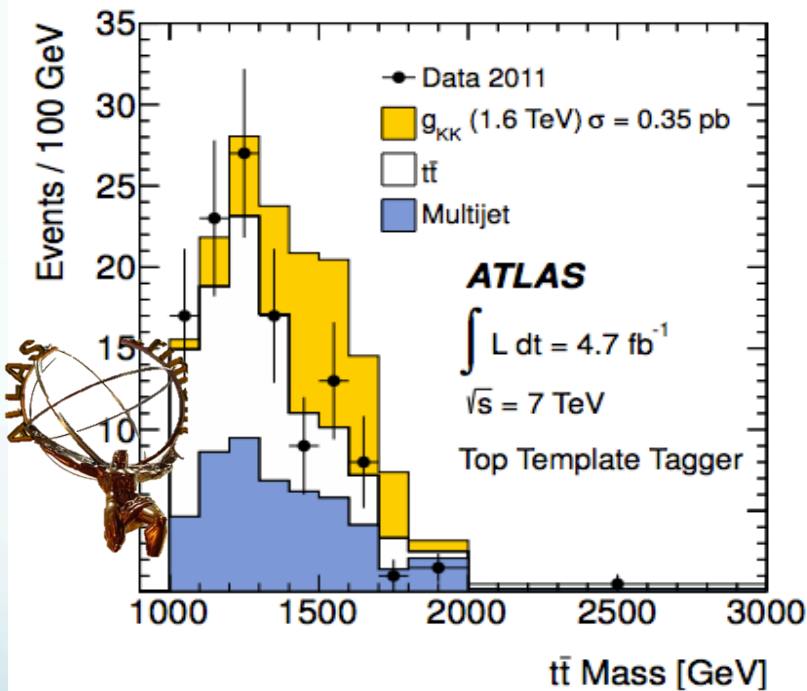 35
30
25
20
15
10
Events / 100 GeV
Data 2011
g_KK (1.6 TeV) σ = 0.35 pb
tt̄
Multijet
ATLAS
∫ L dt = 4.7 fb⁻¹
√s = 7 TeV
Top Template Tagger
1000 1500 2000 2500 3000
tt̄ Mass [GeV]
ATLAS